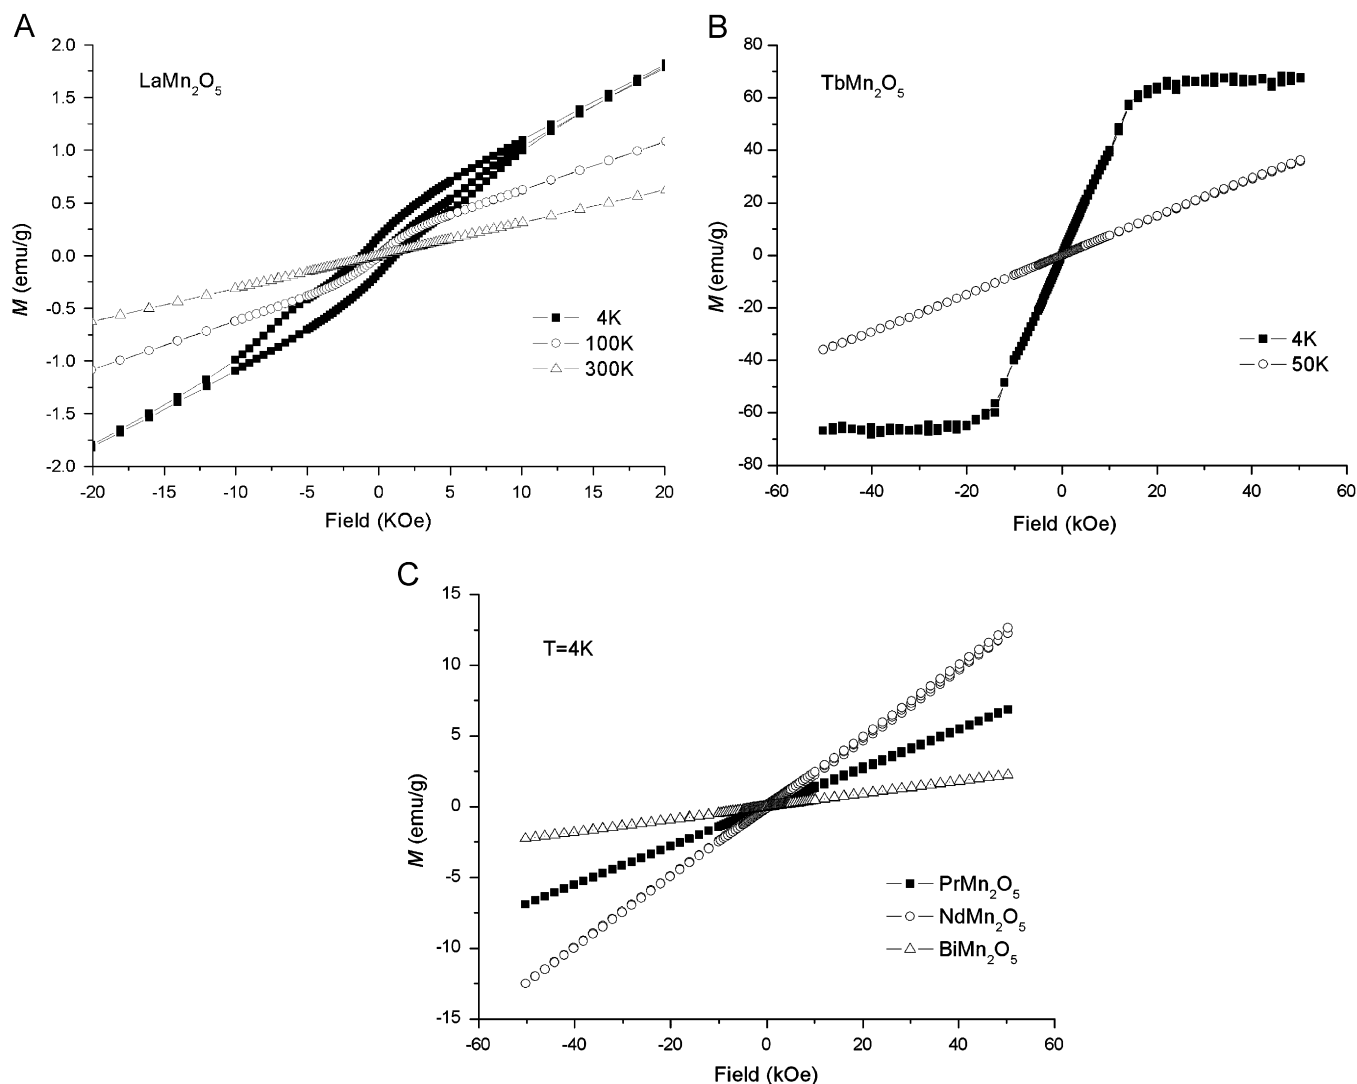 A
LaMn₂O₅
M (emu/g)
2.0
1.5
1.0
0.5
0.0
-0.5
-1.0
-1.5
-2.0
4K
100K
300K
-20 -15 -10 -5 0 5 10 15 20
Field (KOe)
B
TbMn₂O₅
M (emu/g)
80
60
40
20
0
-20
-40
-60
-80
4K
50K
-60 -40 -20 0 20 40 60
Field (kOe)
C
T=4K
M (emu/g)
15
10
5
0
-5
-10
-15
PrMn₂O₅
NdMn₂O₅
BiMn₂O₅
-60 -40 -20 0 20 40 60
Field (kOe)